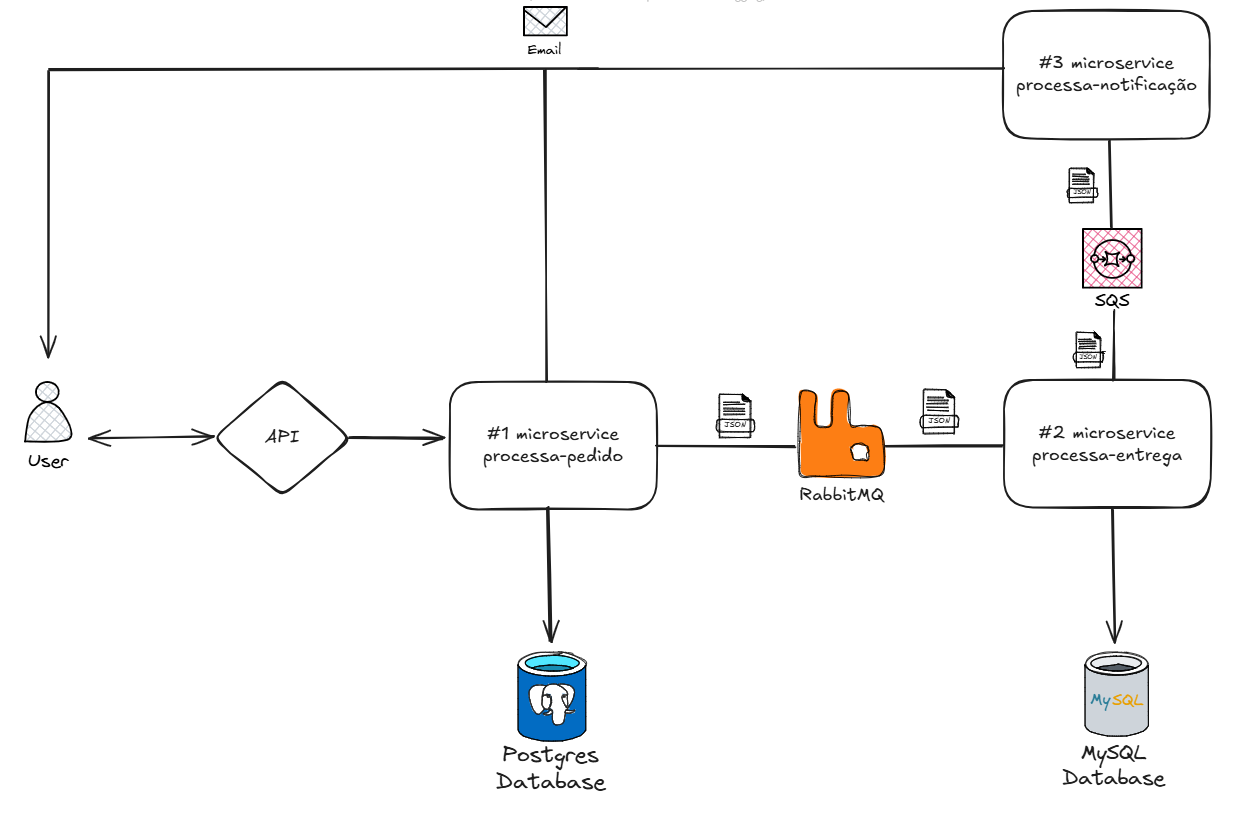 Email
#3 microservice
processa-notificação
JSON
SQS
JSON
User
API
#1 microservice
processa-pedido
JSON
RabbitMQ
JSON
#2 microservice
processa-entrega
Postgres
Database
MySQL
MySQL
Database